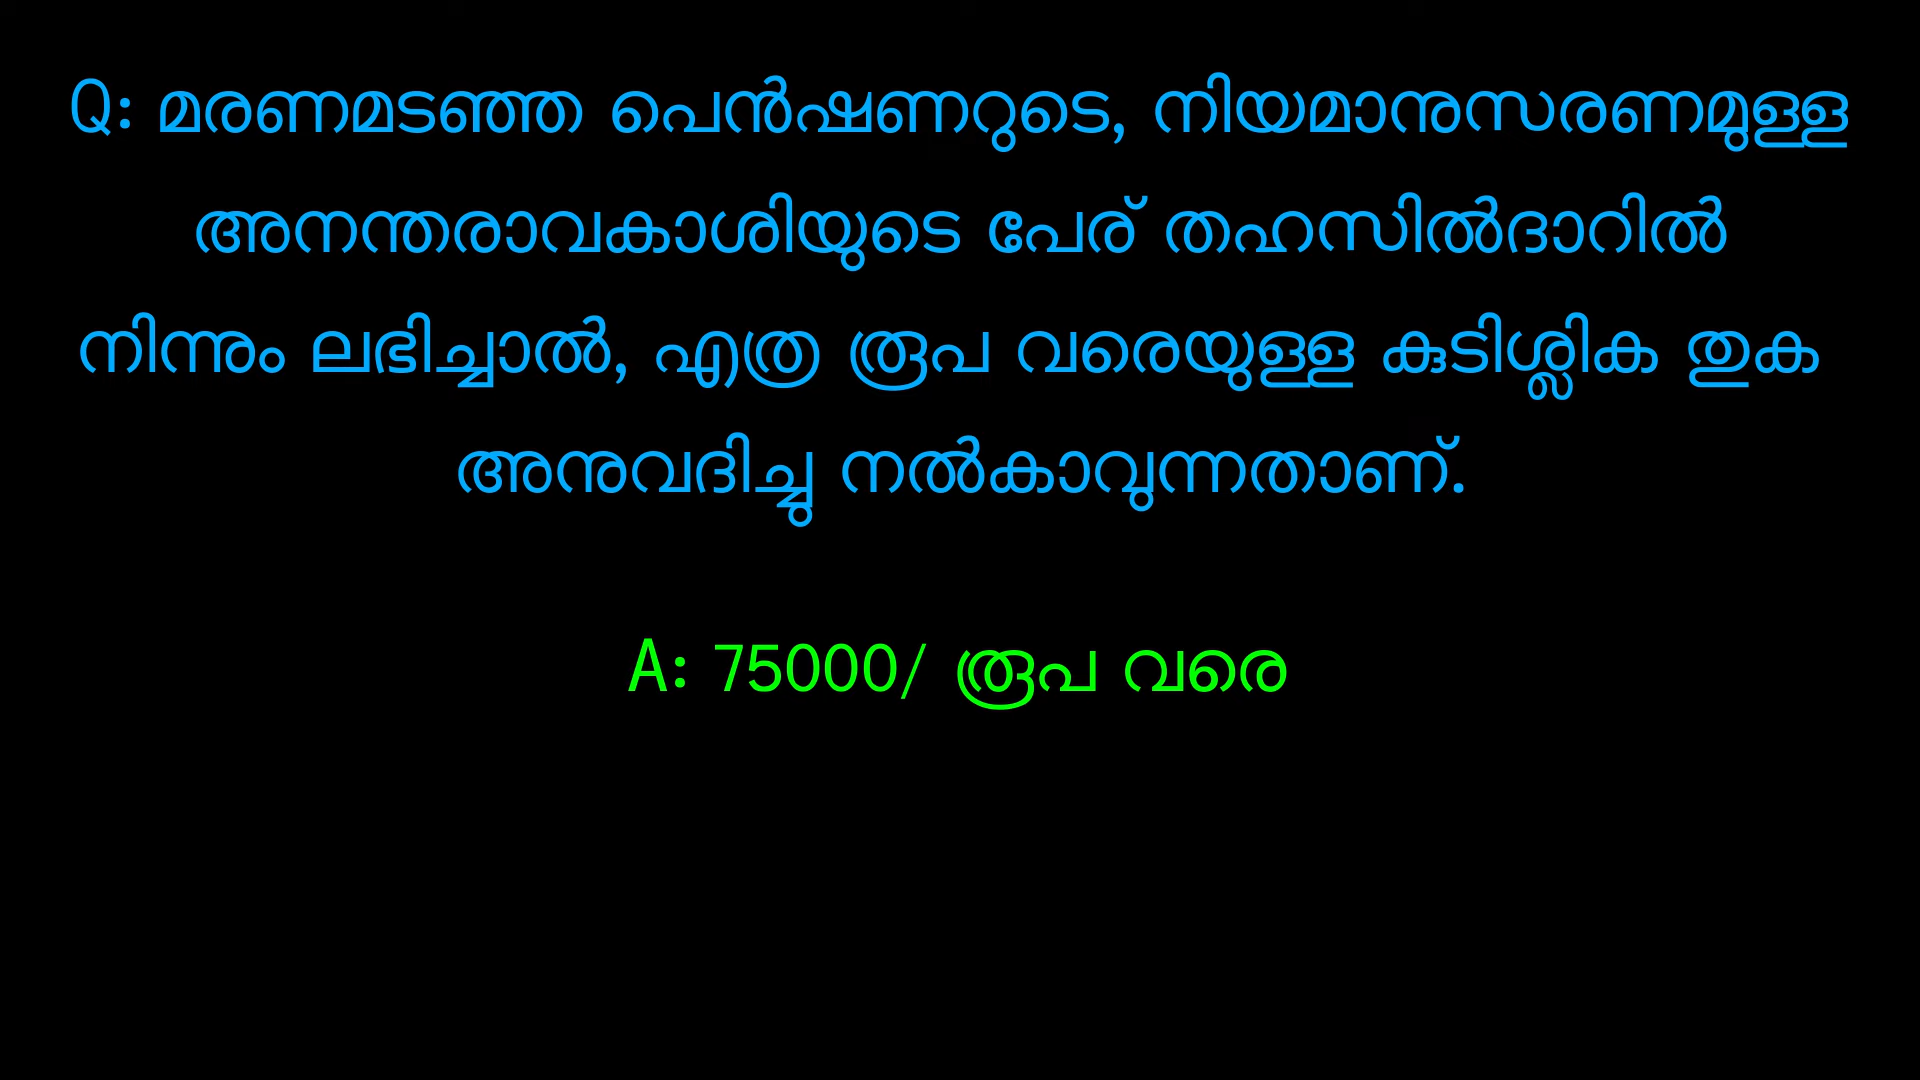 Q: മരണമടഞ്ഞ പെൻഷണറുടെ, നിയമാനുസരണമുള്ള
അനന്തരാവകാശിയുടെ പേര് തഹസിൽദാറിൽ
നിന്നും ലഭിച്ചാൽ, എത്ര രൂപ വരെയുള്ള കുടിശ്ശിക തുക
അനുവദിച്ചു നൽകാവുന്നതാണ്.
A: 75000/ രൂപ വരെ